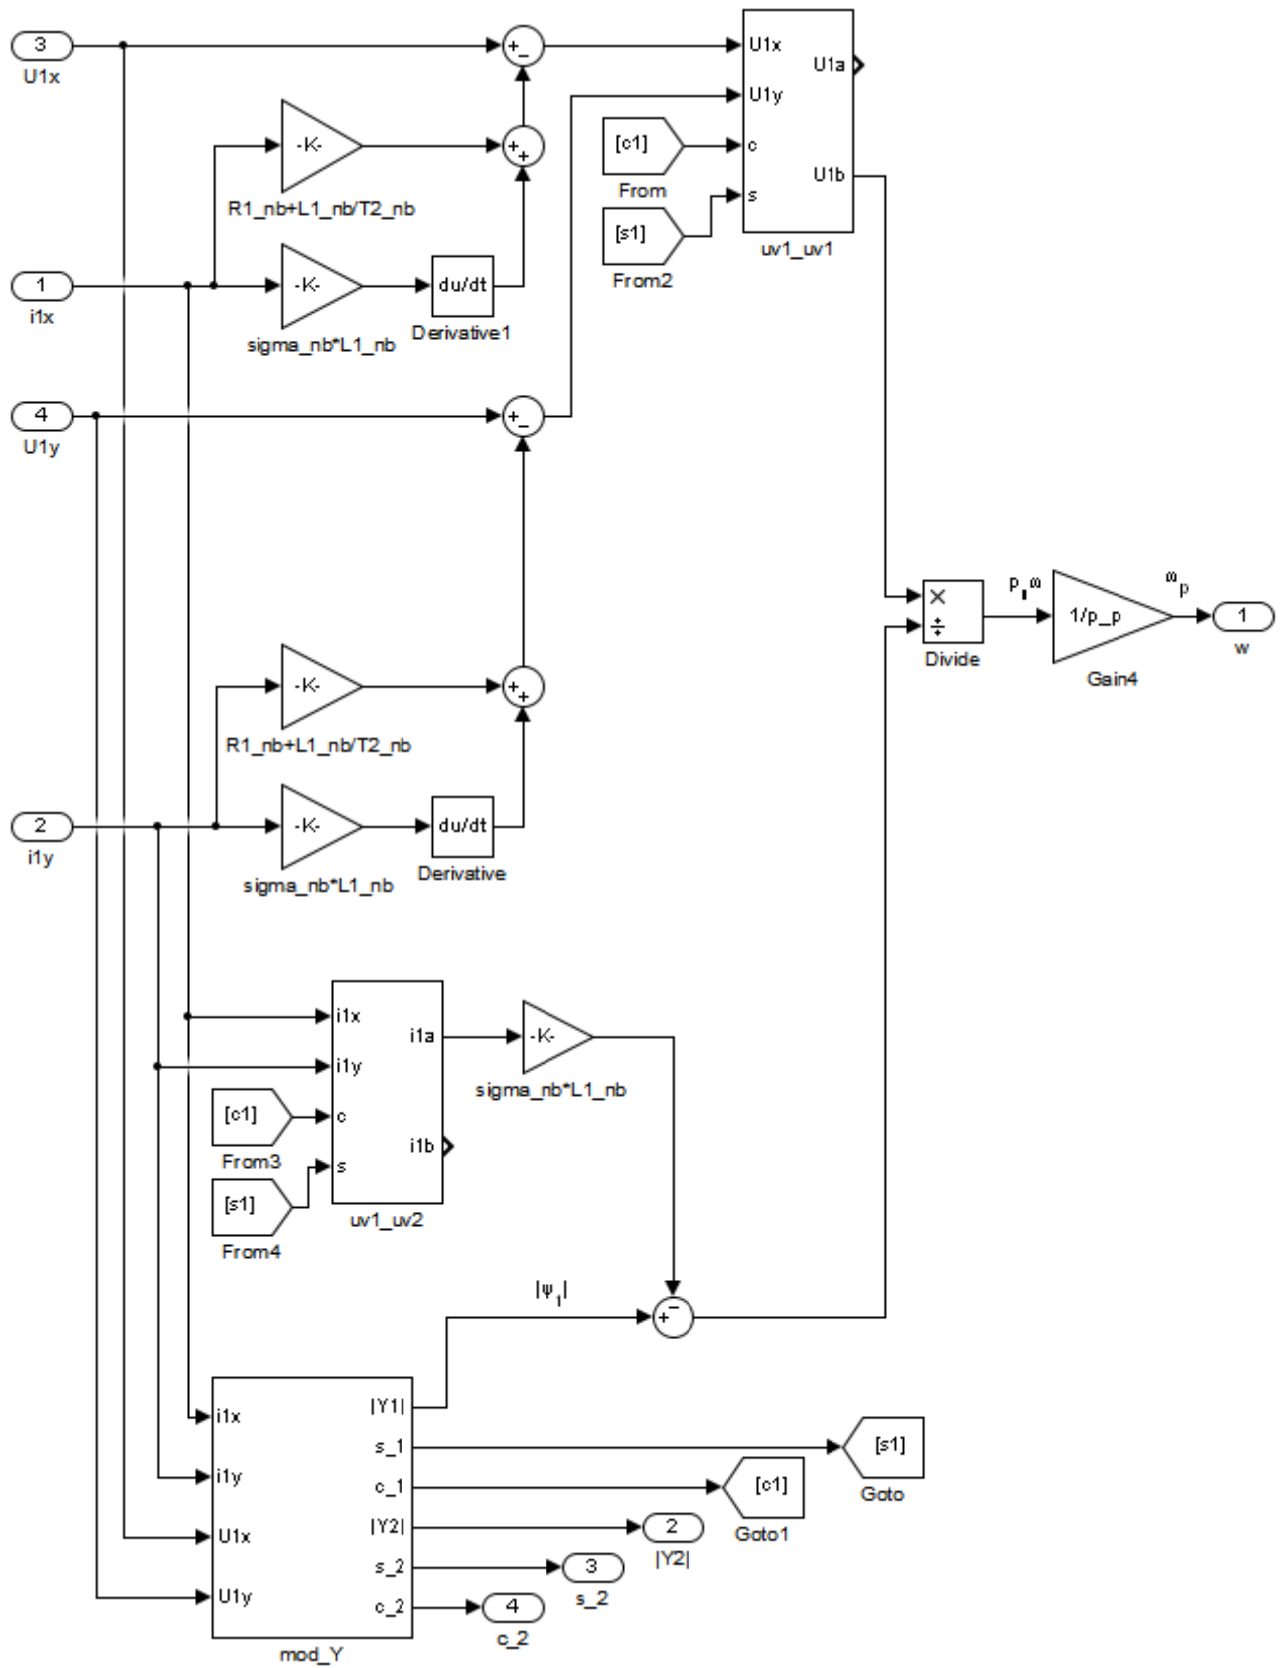 3
U1x
+
−
U1x
U1a
U1y
-K-
+
+
[c1]
c
From
U1b
R1_nb+L1_nb/T2_nb
[s1]
s
uv1_uv1
From2
1
i1x
-K-
du/dt
Derivative1
sigma_nb*L1_nb
4
U1y
+
−
p ω
ω p
×
÷
1/p_p
1
w
Divide
Gain4
-K-
+
+
R1_nb+L1_nb/T2_nb
2
i1y
-K-
du/dt
Derivative
sigma_nb*L1_nb
i1x
i1a
-K-
i1y
sigma_nb*L1_nb
[c1]
c
From3
i1b
[s1]
s
uv1_uv2
From4
|ψ1|
+
−
|Y1|
i1x
s_1
[s1]
Goto
i1y
c_1
[c1]
Goto1
|Y2|
2
|Y2|
U1x
s_2
3
s_2
U1y
c_2
4
c_2
mod_Y